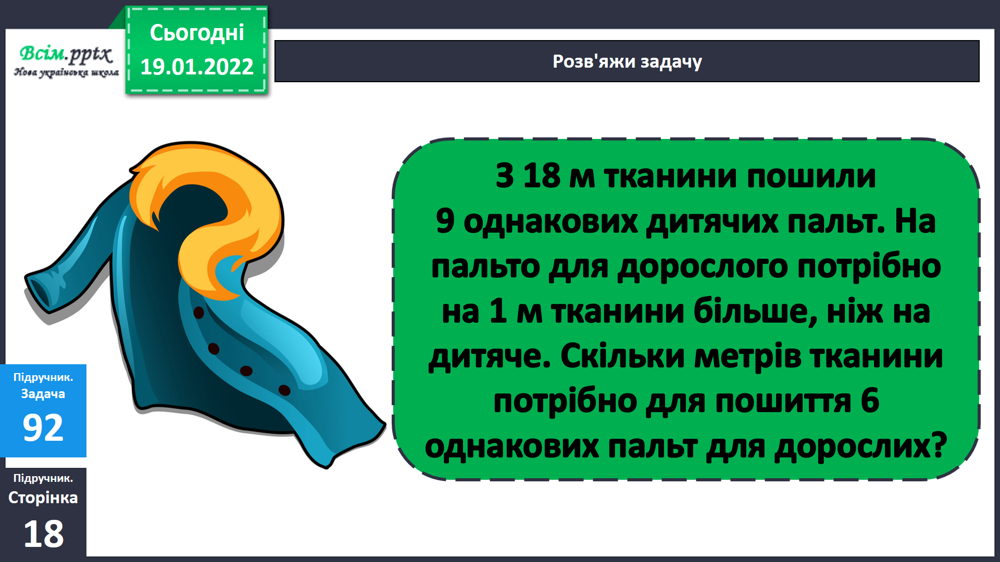 Всім.pptx
Нова українська школа
Сьогодні
19.01.2022
Розв'яжи задачу
З 18 м тканини пошили
9 однакових дитячих пальт. На
пальто для дорослого потрібно
на 1 м тканини більше, ніж на
дитяче. Скільки метрів тканини
потрібно для пошиття 6
однакових пальт для дорослих?
Підручник.
Задача
92
Підручник.
Сторінка
18